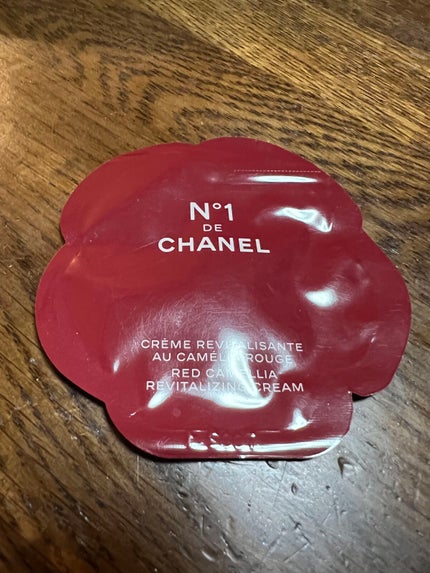 N°1
DE
CHANEL
CRÈME REVITALISANTE
AU CAMÉLIA ROUGE
RED CAMELLIA
REVITALIZING CREAM